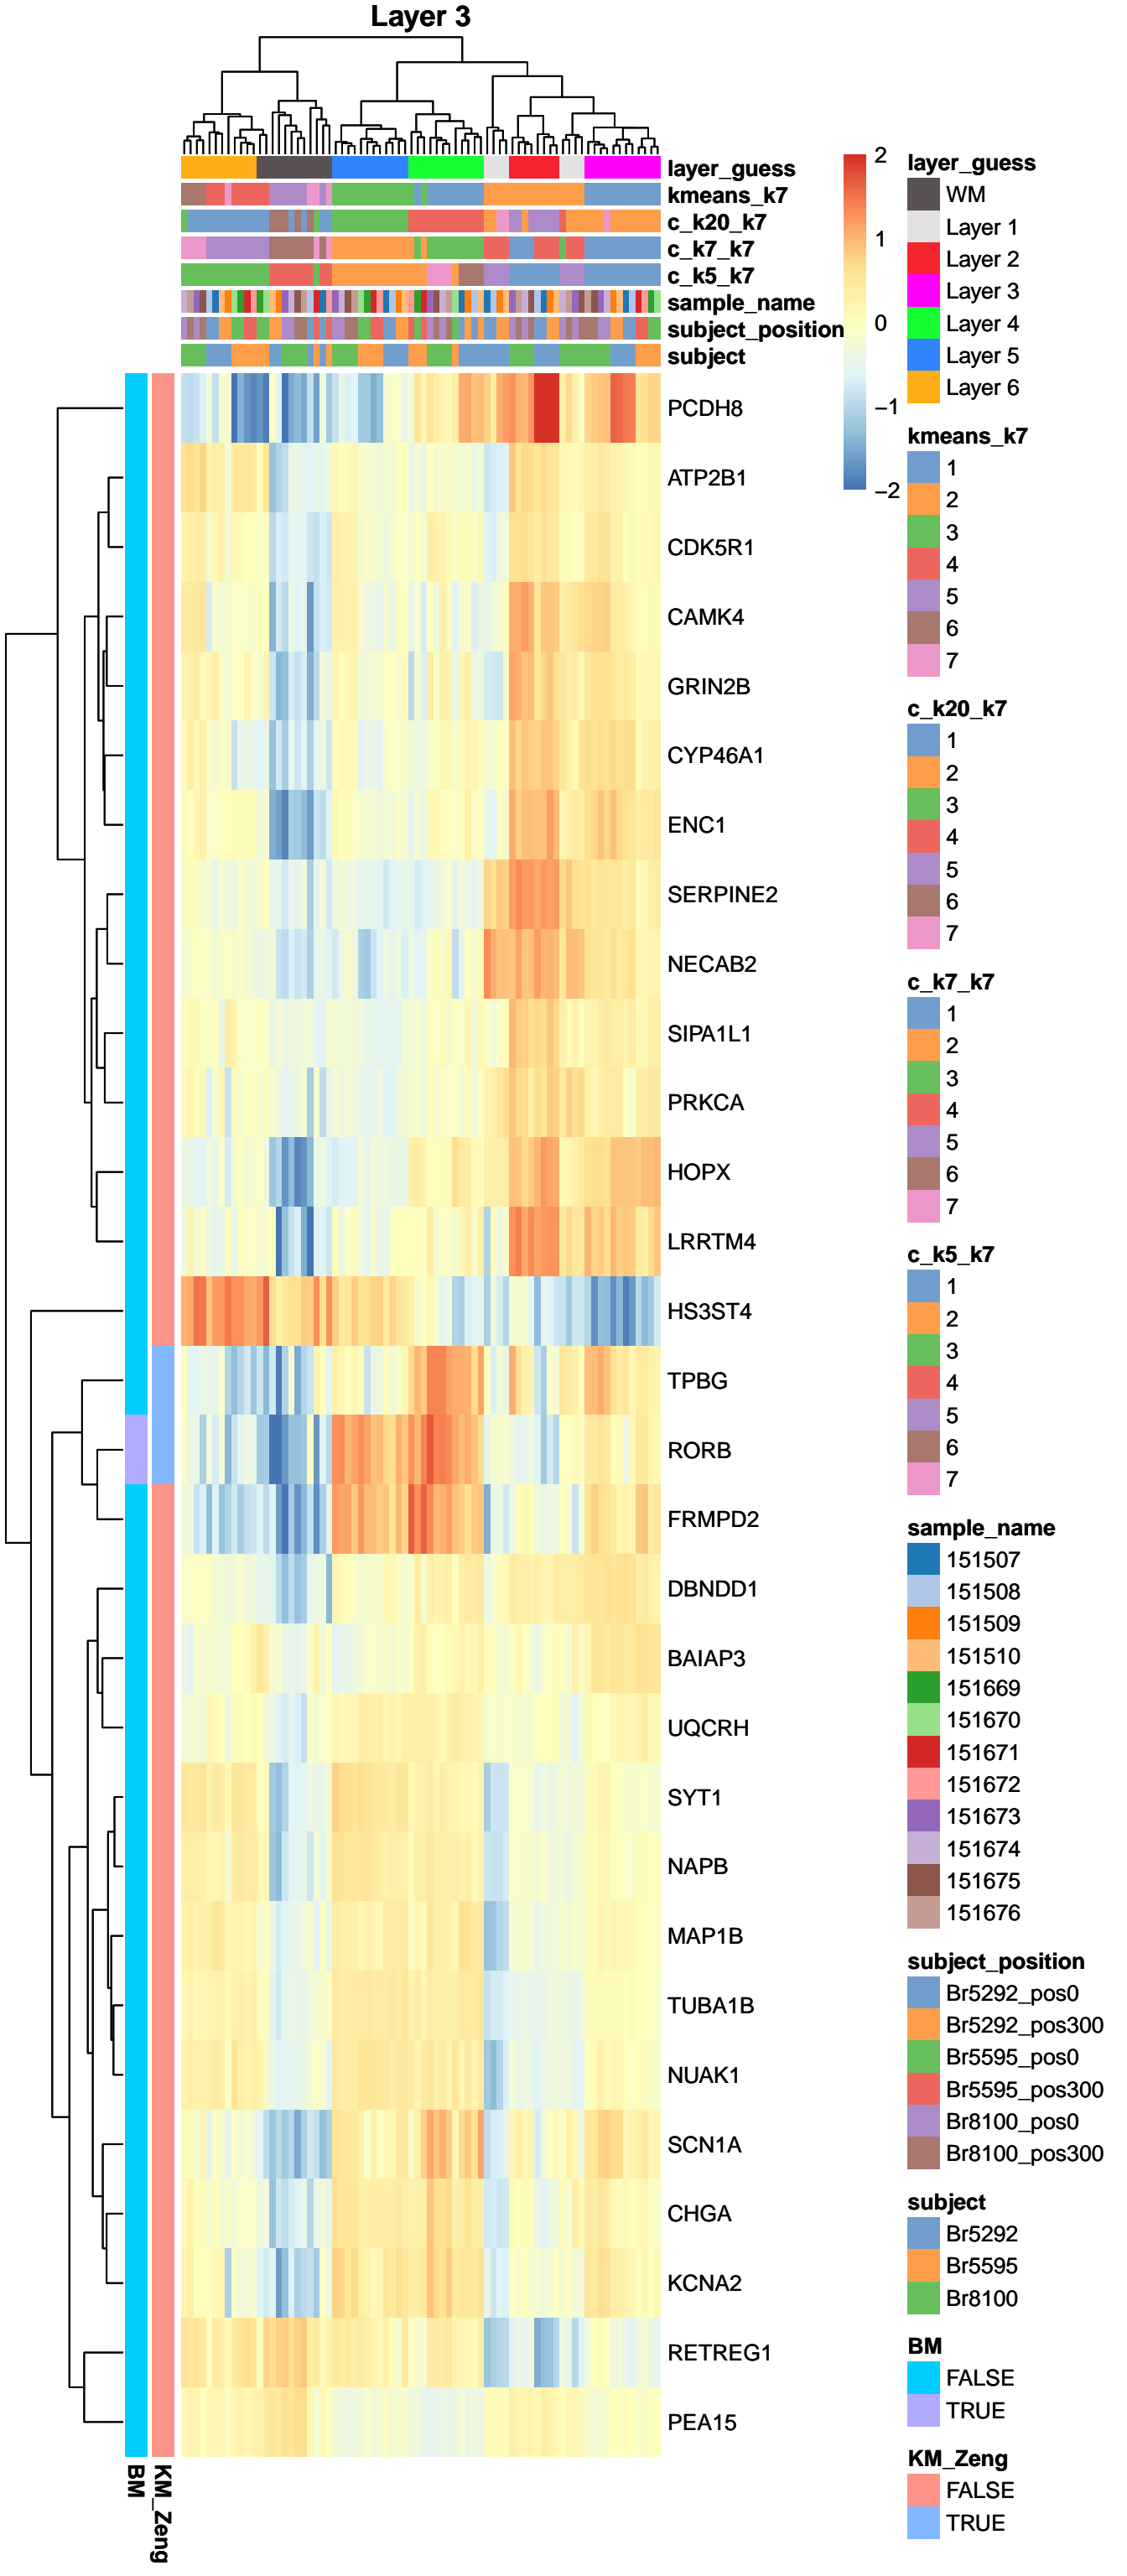 Layer 3
layer_guess
kmeans_k7
c_k20_k7
c_k7_k7
c_k5_k7
sample_name
subject_position
subject
PCDH8
ATP2B1
CDK5R1
CAMK4
GRIN2B
CYP46A1
ENC1
SERPINE2
NECAB2
SIPA1L1
PRKCA
HOPX
LRRTM4
HS3ST4
TPBG
RORB
FRMPD2
DBNDD1
BAIAP3
UQCRH
SYT1
NAPB
MAP1B
TUBA1B
NUAK1
SCN1A
CHGA
KCNA2
RETREG1
PEA15
BM
KM_Zeng
2
1
0
−1
−2
layer_guess
WM
Layer 1
Layer 2
Layer 3
Layer 4
Layer 5
Layer 6
kmeans_k7
1
2
3
4
5
6
7
c_k20_k7
1
2
3
4
5
6
7
c_k7_k7
1
2
3
4
5
6
7
c_k5_k7
1
2
3
4
5
6
7
sample_name
151507
151508
151509
151510
151669
151670
151671
151672
151673
151674
151675
151676
subject_position
Br5292_pos0
Br5292_pos300
Br5595_pos0
Br5595_pos300
Br8100_pos0
Br8100_pos300
subject
Br5292
Br5595
Br8100
BM
FALSE
TRUE
KM_Zeng
FALSE
TRUE